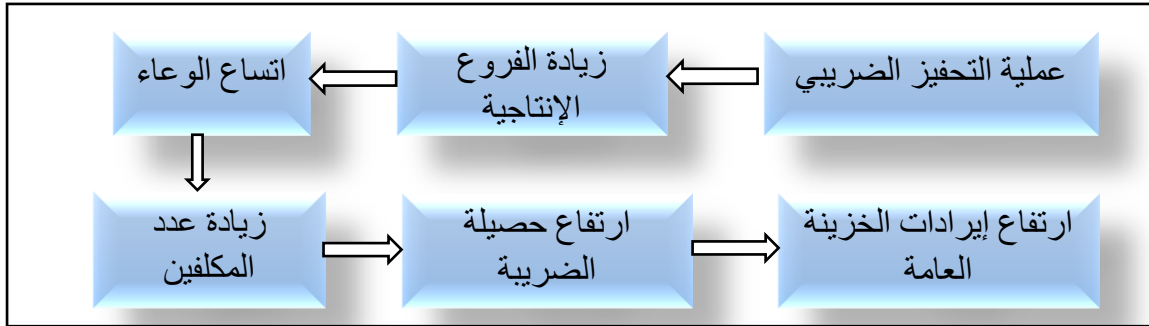 عملية التحفيز الضريبي
زيادة الفروع
الإنتاجية
اتساع الوعاء
زيادة عدد
المكلفين
ارتفاع حصيلة
الضريبة
ارتفاع إيرادات الخزينة
العامة